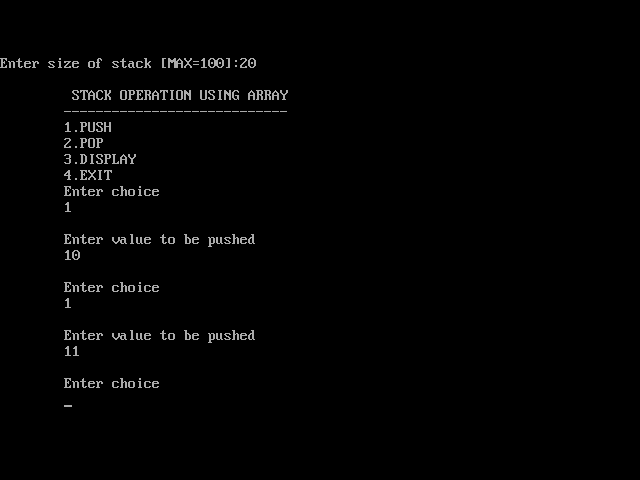 Enter size of stack [MAX=100]:20
STACK OPERATION USING ARRAY
----------------------------
1.PUSH
2.POP
3.DISPLAY
4.EXIT
Enter choice
1
Enter value to be pushed
10
Enter choice
1
Enter value to be pushed
11
Enter choice
_